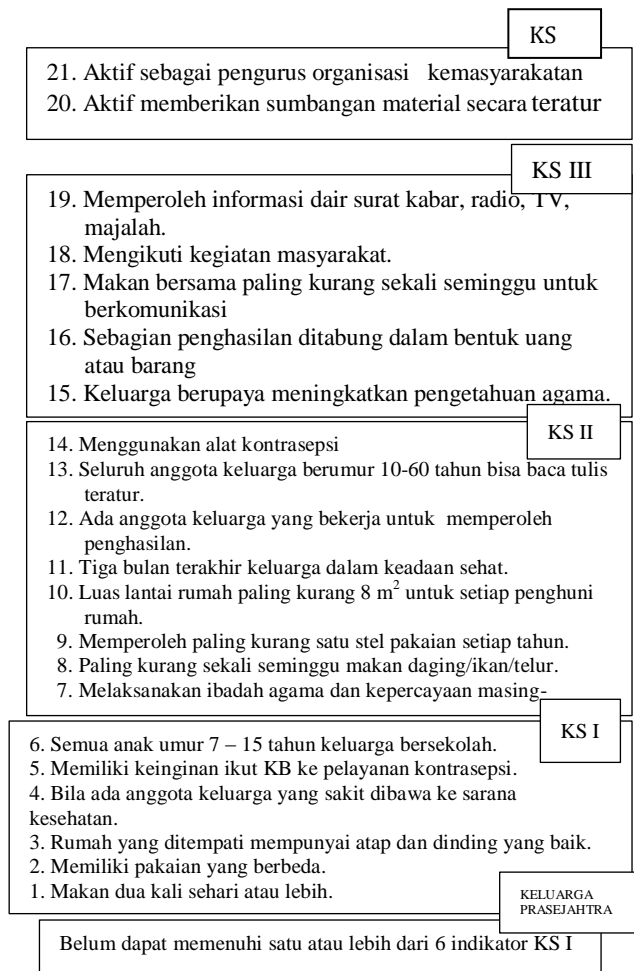 KS
21. Aktif sebagai pengurus organisasi kemasyarakatan
20. Aktif memberikan sumbangan material secara teratur
KS III
19. Memperoleh informasi dair surat kabar, radio, TV,
majalah.
18. Mengikuti kegiatan masyarakat.
17. Makan bersama paling kurang sekali seminggu untuk
berkomunikasi
16. Sebagian penghasilan ditabung dalam bentuk uang
atau barang
15. Keluarga berupaya meningkatkan pengetahuan agama.
KS II
14. Menggunakan alat kontrasepsi
13. Seluruh anggota keluarga berumur 10-60 tahun bisa baca tulis
teratur.
12. Ada anggota keluarga yang bekerja untuk memperoleh
penghasilan.
11. Tiga bulan terakhir keluarga dalam keadaan sehat.
10. Luas lantai rumah paling kurang 8 m² untuk setiap penghuni
rumah.
9. Memperoleh paling kurang satu stel pakaian setiap tahun.
8. Paling kurang sekali seminggu makan daging/ikan/telur.
7. Melaksanakan ibadah agama dan kepercayaan masing-
KS I
6. Semua anak umur 7 – 15 tahun keluarga bersekolah.
5. Memiliki keinginan ikut KB ke pelayanan kontrasepsi.
4. Bila ada anggota keluarga yang sakit dibawa ke sarana
kesehatan.
3. Rumah yang ditempati mempunyai atap dan dinding yang baik.
2. Memiliki pakaian yang berbeda.
1. Makan dua kali sehari atau lebih.
KELUARGA
PRASEJAHTRA
Belum dapat memenuhi satu atau lebih dari 6 indikator KS I